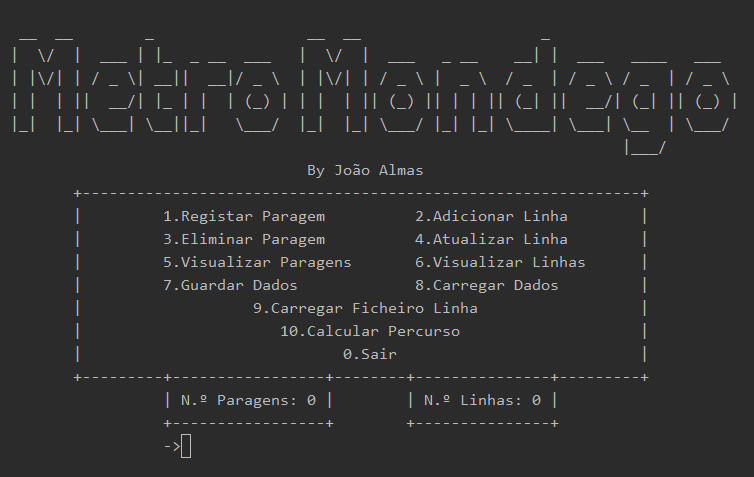 Metro Mondego
By João Almas
1.Registar Paragem 2.Adicionar Linha
3.Eliminar Paragem 4.Atualizar Linha
5.Visualizar Paragens 6.Visualizar Linhas
7.Guardar Dados 8.Carregar Dados
9.Carregar Ficheiro Linha
10.Calcular Percurso
0.Sair
N.º Paragens: 0 N.º Linhas: 0
->